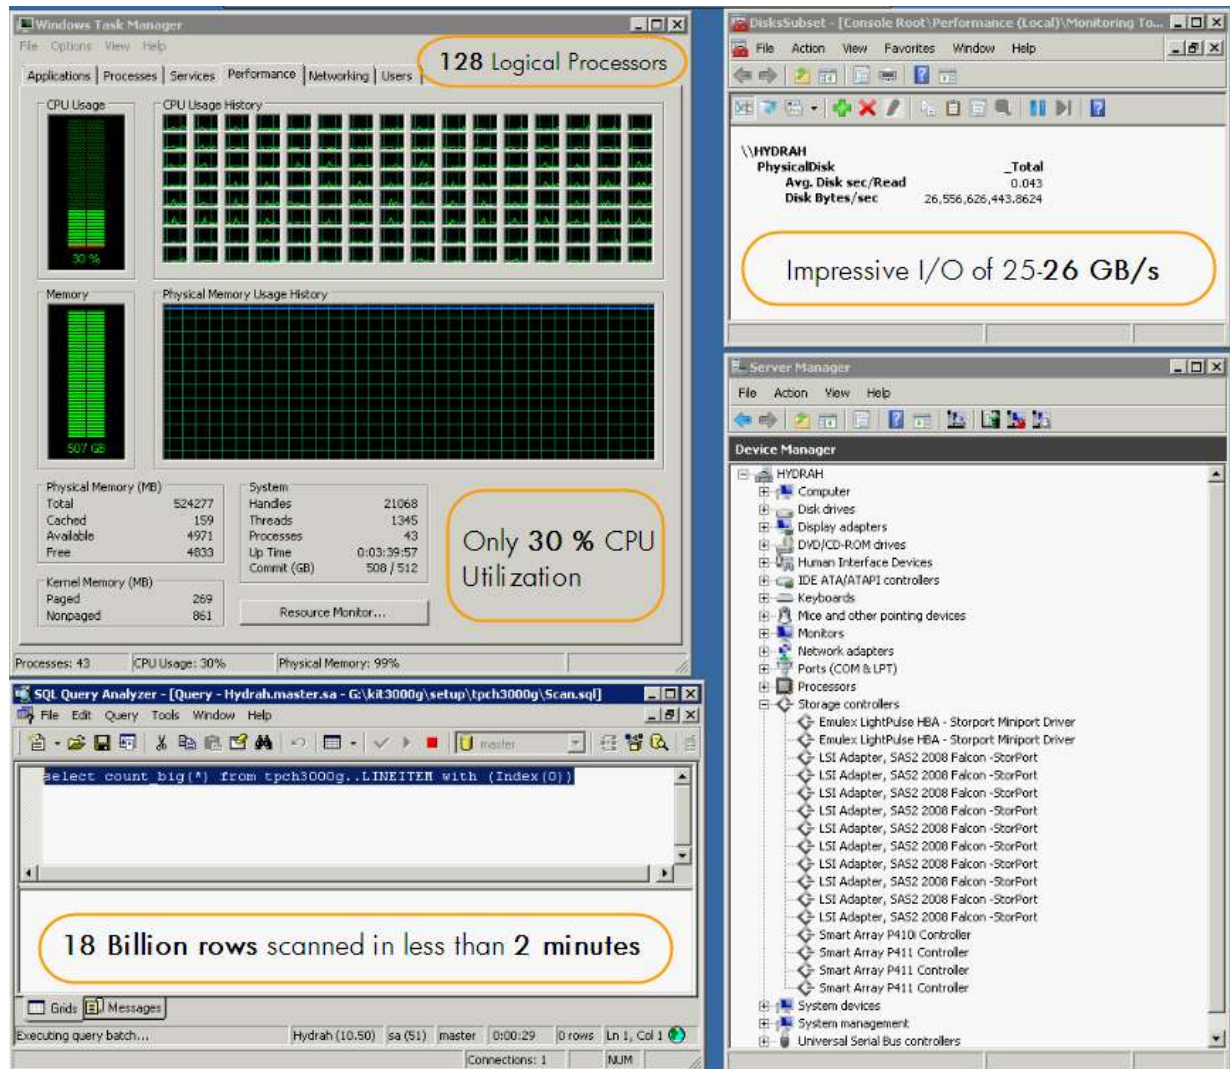 Windows Task Manager
File Options View Help
128 Logical Processors
Applications Processes Services Performance Networking Users
CPU Usage
CPU Usage History
30 %
Memory
Physical Memory Usage History
507 GB
Physical Memory (MB)
Total 524277
Cached 159
Available 4971
Free 4833
Kernel Memory (MB)
Paged 269
Nonpaged 861
System
Handles 21068
Threads 1345
Processes 43
Up Time 0:03:39:57
Commit (GB) 508 / 512
Resource Monitor...
Only 30 % CPU
Utilization
Processes: 43 CPU Usage: 30% Physical Memory: 99%
SQL Query Analyzer - [Query - Hydrah.master.sa - G:\kit3000g\setup\tpch3000g\Scan.sql]
File Edit Query Tools Window Help
master
select count_big(*) from tpch3000g..LINEITEM with (Index(0))
18 Billion rows scanned in less than 2 minutes
Grids Messages
Executing query batch... Hydrah (10.50) sa (51) master 0:00:29 0 rows Ln 1, Col 1
Connections: 1 NUM
DisksSubset - [Console Root\Performance (Local)\Monitoring To...
File Action View Favorites Window Help
\\HYDRAH
PhysicalDisk _Total
Avg. Disk sec/Read 0.043
Disk Bytes/sec 26,556,626,443.8624
Impressive I/O of 25-26 GB/s
Server Manager
File Action View Help
Device Manager
HYDRAH
Computer
Disk drives
Display adapters
DVD/CD-ROM drives
Human Interface Devices
IDE ATA/ATAPI controllers
Keyboards
Mice and other pointing devices
Monitors
Network adapters
Ports (COM & LPT)
Processors
Storage controllers
Emulex LightPulse HBA - Storport Miniport Driver
Emulex LightPulse HBA - Storport Miniport Driver
LSI Adapter, SAS2 2008 Falcon -StorPort
LSI Adapter, SAS2 2008 Falcon -StorPort
LSI Adapter, SAS2 2008 Falcon -StorPort
LSI Adapter, SAS2 2008 Falcon -StorPort
LSI Adapter, SAS2 2008 Falcon -StorPort
LSI Adapter, SAS2 2008 Falcon -StorPort
LSI Adapter, SAS2 2008 Falcon -StorPort
LSI Adapter, SAS2 2008 Falcon -StorPort
LSI Adapter, SAS2 2008 Falcon -StorPort
LSI Adapter, SAS2 2008 Falcon -StorPort
Smart Array P410i Controller
Smart Array P411 Controller
Smart Array P411 Controller
Smart Array P411 Controller
System devices
System management
Universal Serial Bus controllers